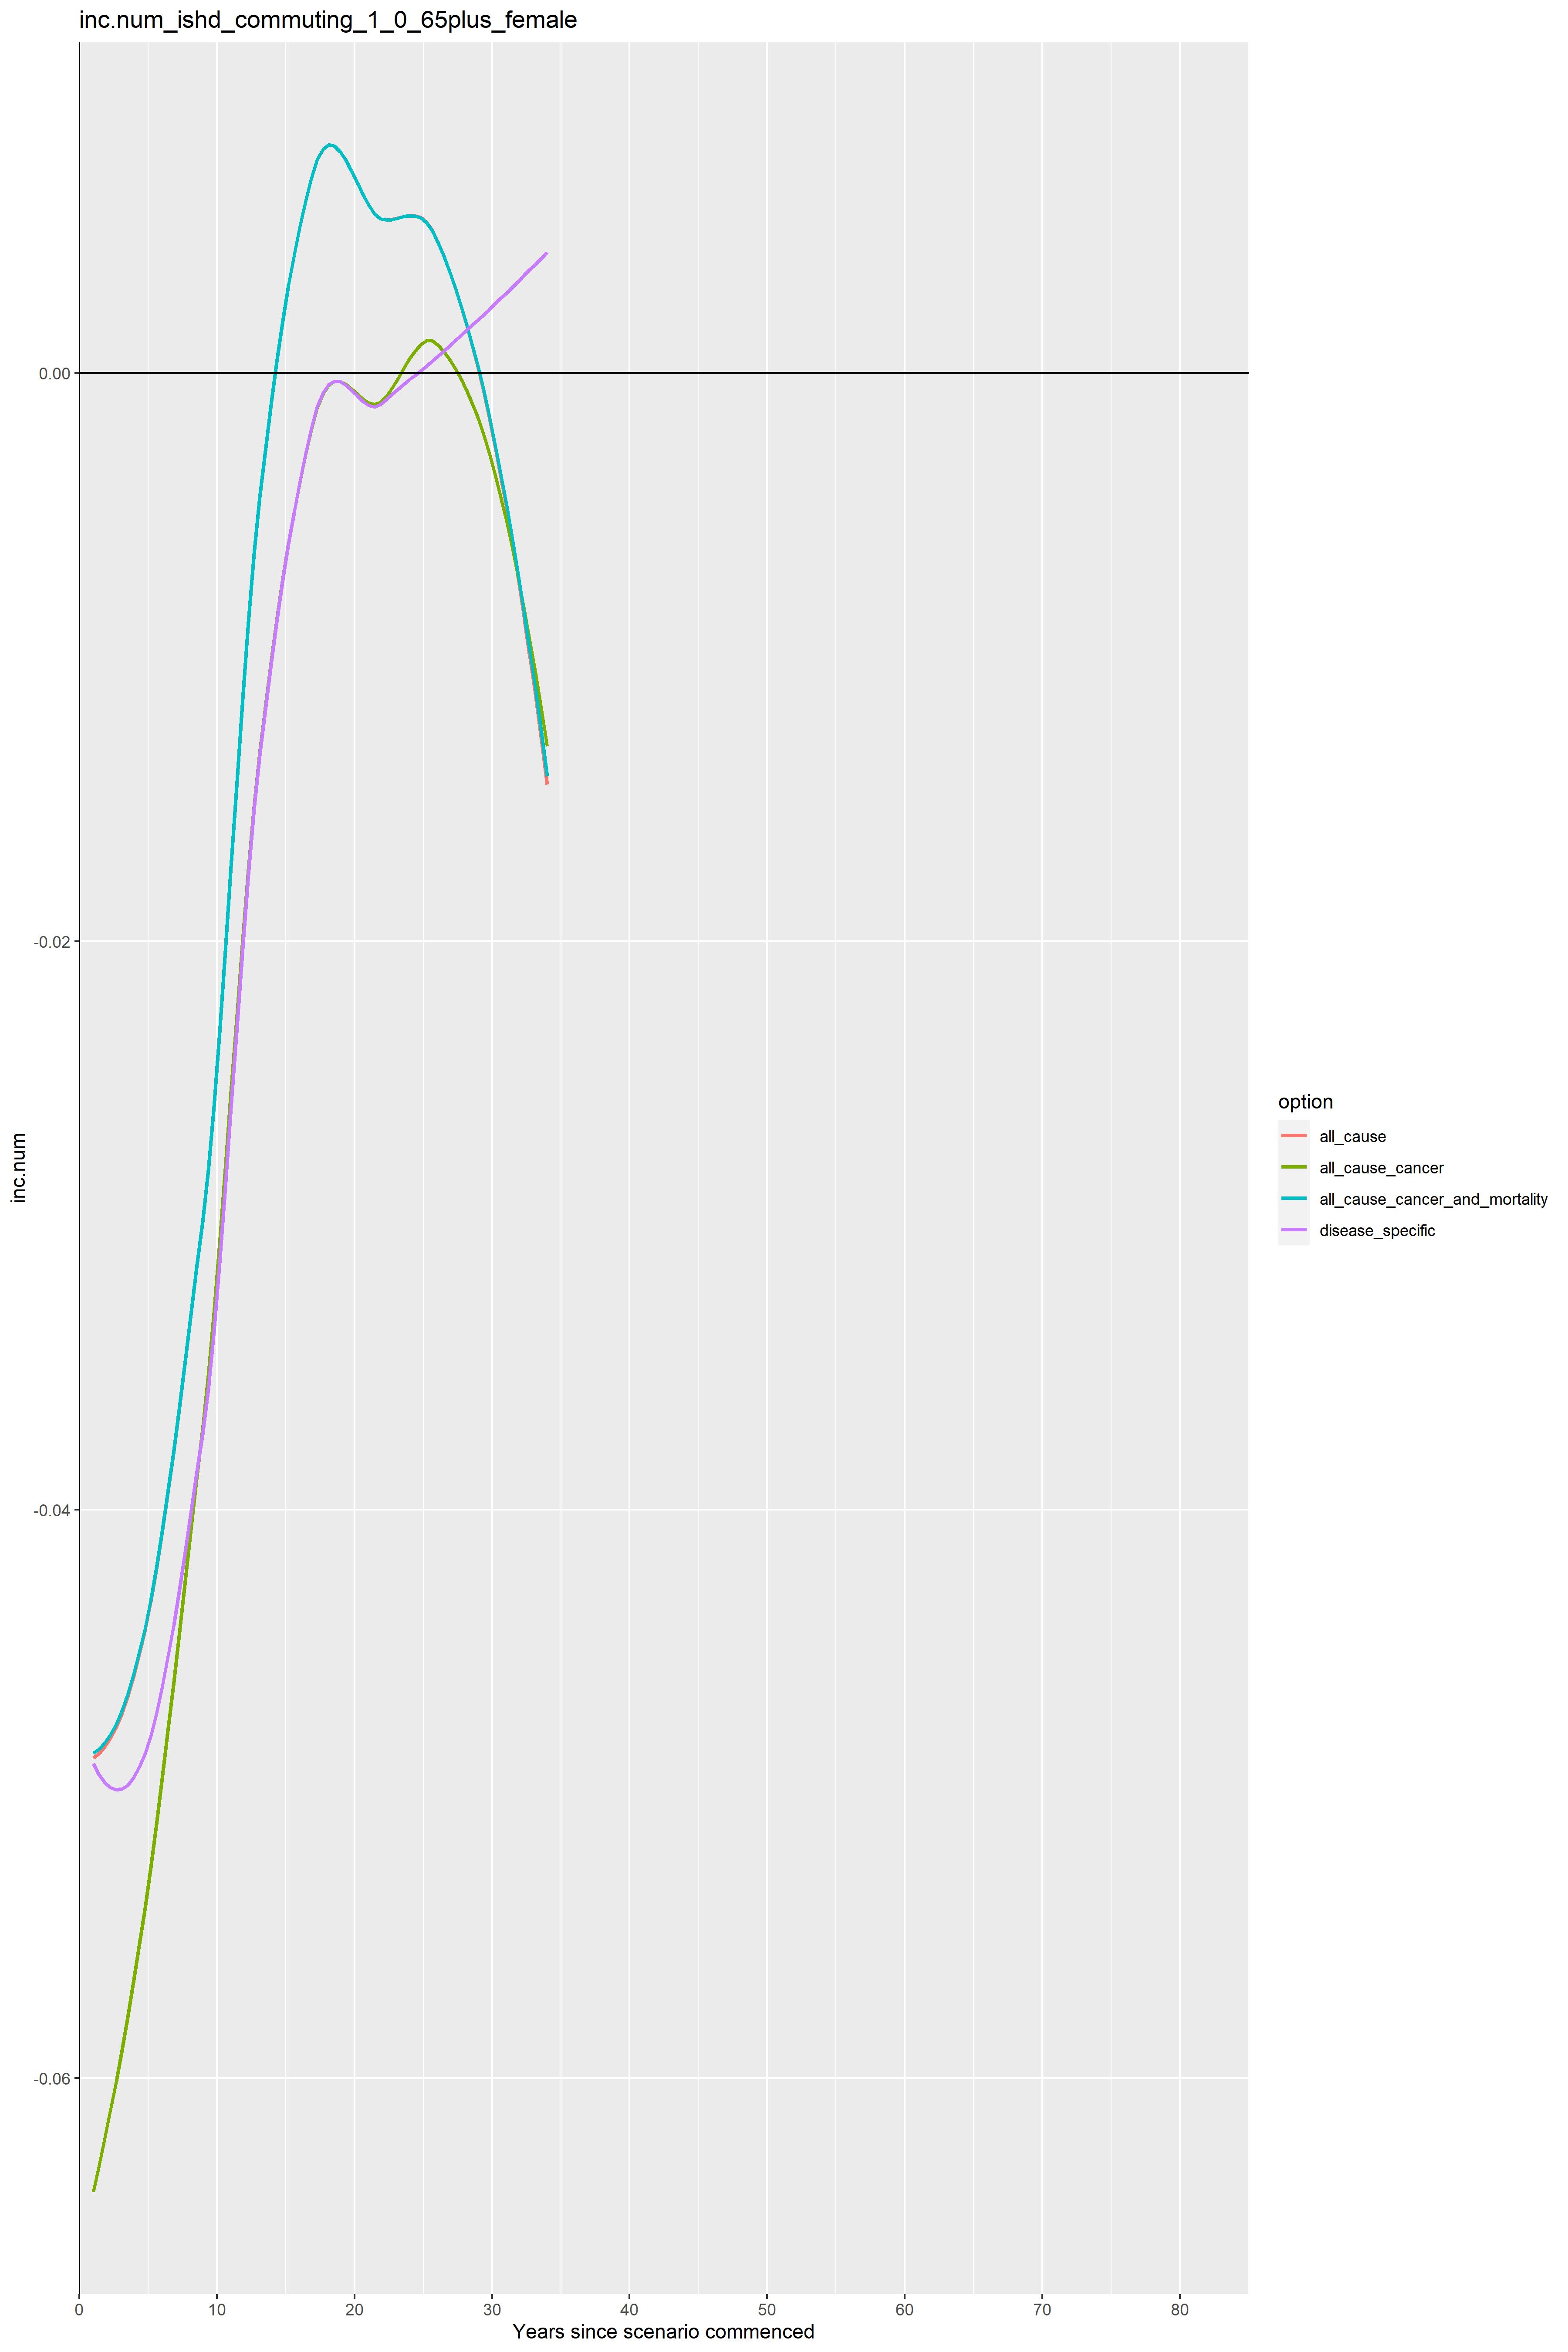 inc.num_ishd_commuting_1_0_65plus_female
0.00
-0.02
-0.04
-0.06
inc.num
0 10 20 30 40 50 60 70 80
Years since scenario commenced
option
all_cause
all_cause_cancer
all_cause_cancer_and_mortality
disease_specific